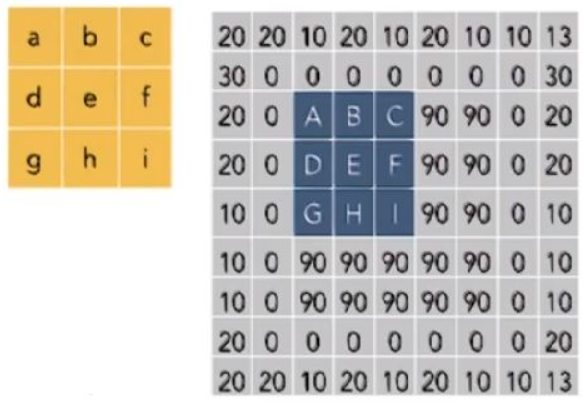 a b c
d e f
g h i
20 20 10 20 10 20 10 10 13
30 0 0 0 0 0 0 0 30
20 0 A B C 90 90 0 20
20 0 D E F 90 90 0 20
10 0 G H I 90 90 0 10
10 0 90 90 90 90 90 0 10
10 0 90 90 90 90 90 0 10
20 0 0 0 0 0 0 0 20
20 20 10 20 10 20 10 10 13